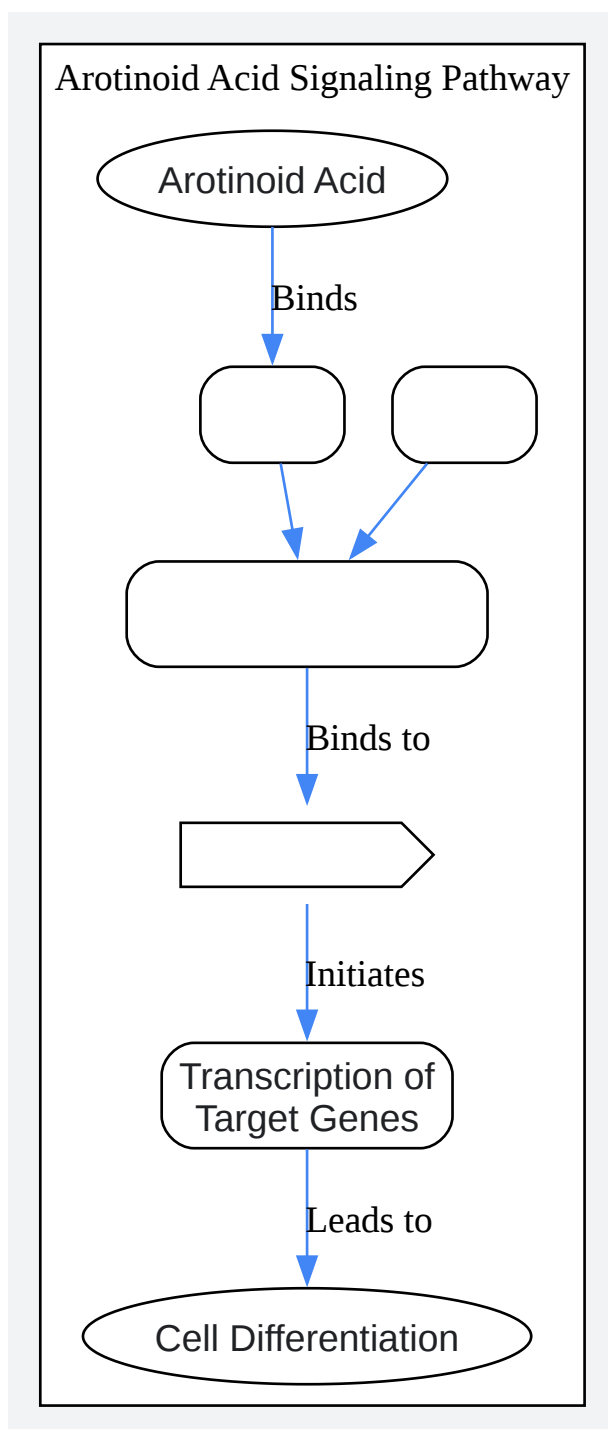 Arotinoid Acid Signaling Pathway
Arotinoid Acid
Binds
Binds to
Initiates
Transcription of
Target Genes
Leads to
Cell Differentiation